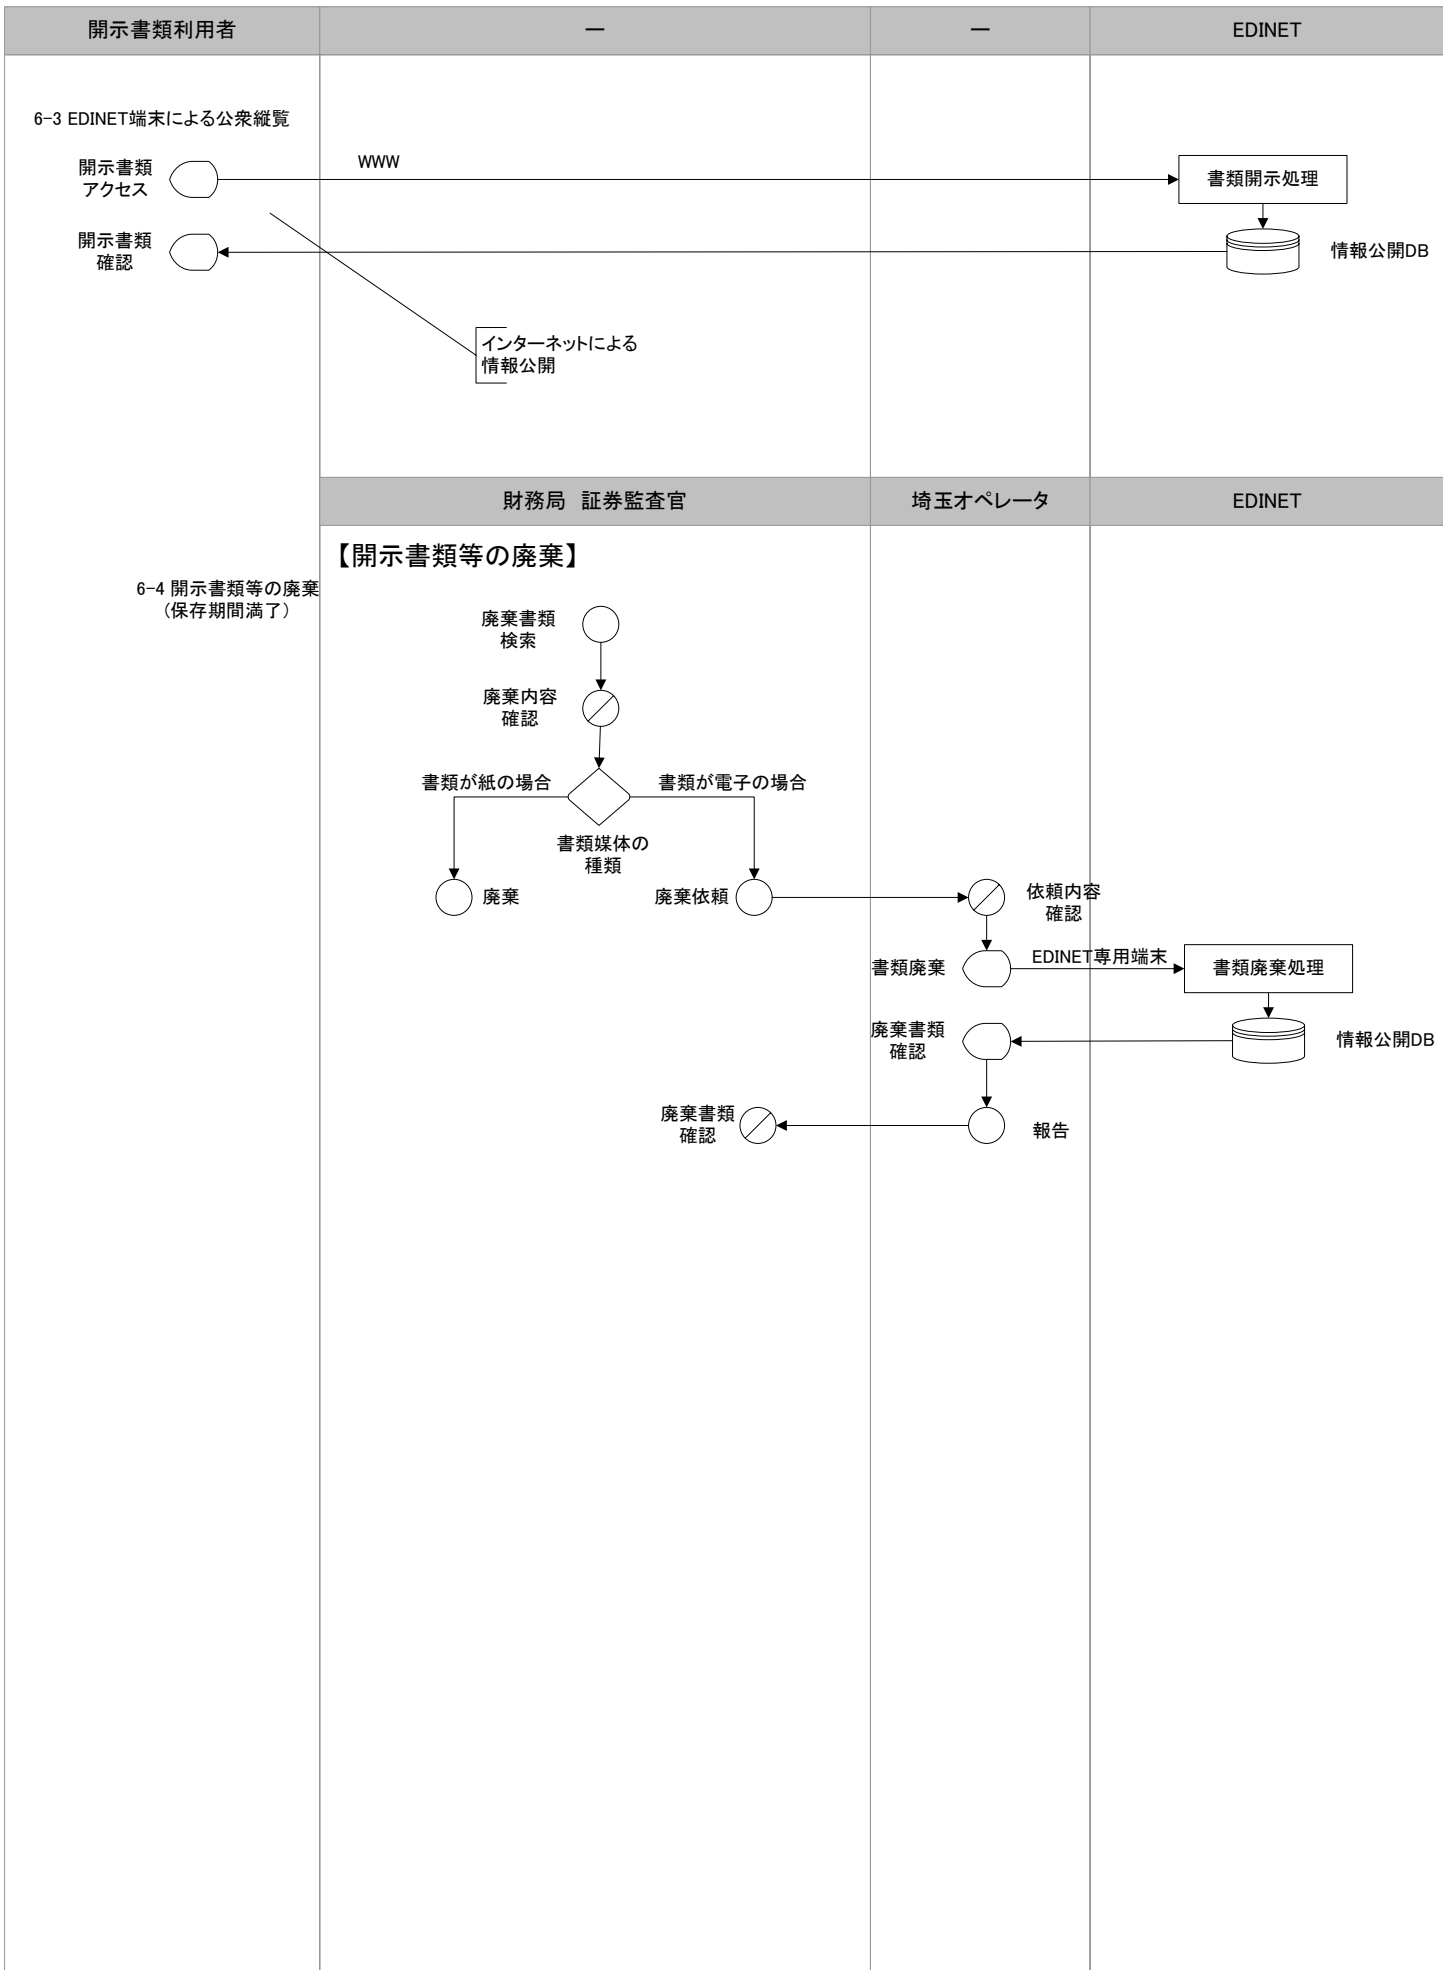 開示書類利用者
―
―
EDINET
6-3 EDINET端末による公衆縦覧
開示書類
アクセス
WWW
書類開示処理
開示書類
確認
情報公開DB
インターネットによる
情報公開
財務局　証券監査官
埼玉オペレータ
EDINET
【開示書類等の廃棄】
6-4 開示書類等の廃棄
（保存期間満了）
廃棄書類
検索
廃棄内容
確認
書類が紙の場合
書類が電子の場合
書類媒体の
種類
廃棄
廃棄依頼
依頼内容
確認
書類廃棄
EDINET専用端末
書類廃棄処理
廃棄書類
確認
情報公開DB
廃棄書類
確認
報告